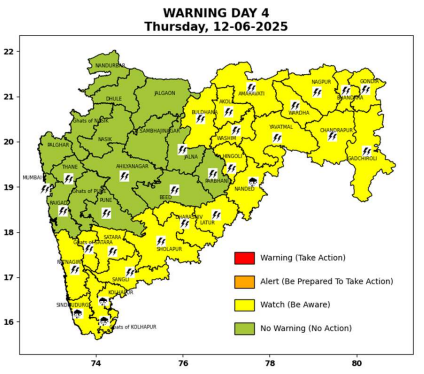 WARNING DAY 4
Thursday, 12-06-2025
22
21
20
19
18
17
16
NANDURBAR
DHULE
JALGAON
Ghats of NASIK
NASIK
SAMBHAJINAGAR
BULDHANA
AKOLA
AMARAVATI
NAGPUR
BHANDARA
GONDIA
WARDHA
WASHIM
YAVATMAL
CHANDRAPUR
GADCHIROLI
PALGHAR
THANE
MUMBAI
AHILYANAGAR
JALNA
HINGOLI
PARBHANI
NANDED
Ghats of PUNE
PUNE
RAIGAD
BEED
DHARASHIV
LATUR
SATARA
Ghats of SATARA
SHOLAPUR
RATNAGIRI
SANGLI
KOLHAPUR
SINDHUDURG
Ghats of KOLHAPUR
Warning (Take Action)
Alert (Be Prepared To Take Action)
Watch (Be Aware)
No Warning (No Action)
74
76
78
80